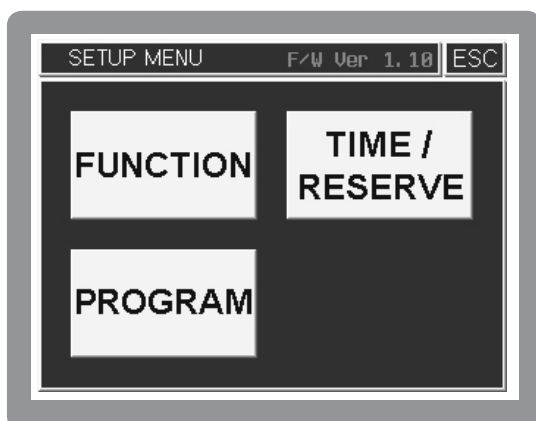 SETUP MENU F/W Ver 1.10 ESC
FUNCTION
TIME /
RESERVE
PROGRAM